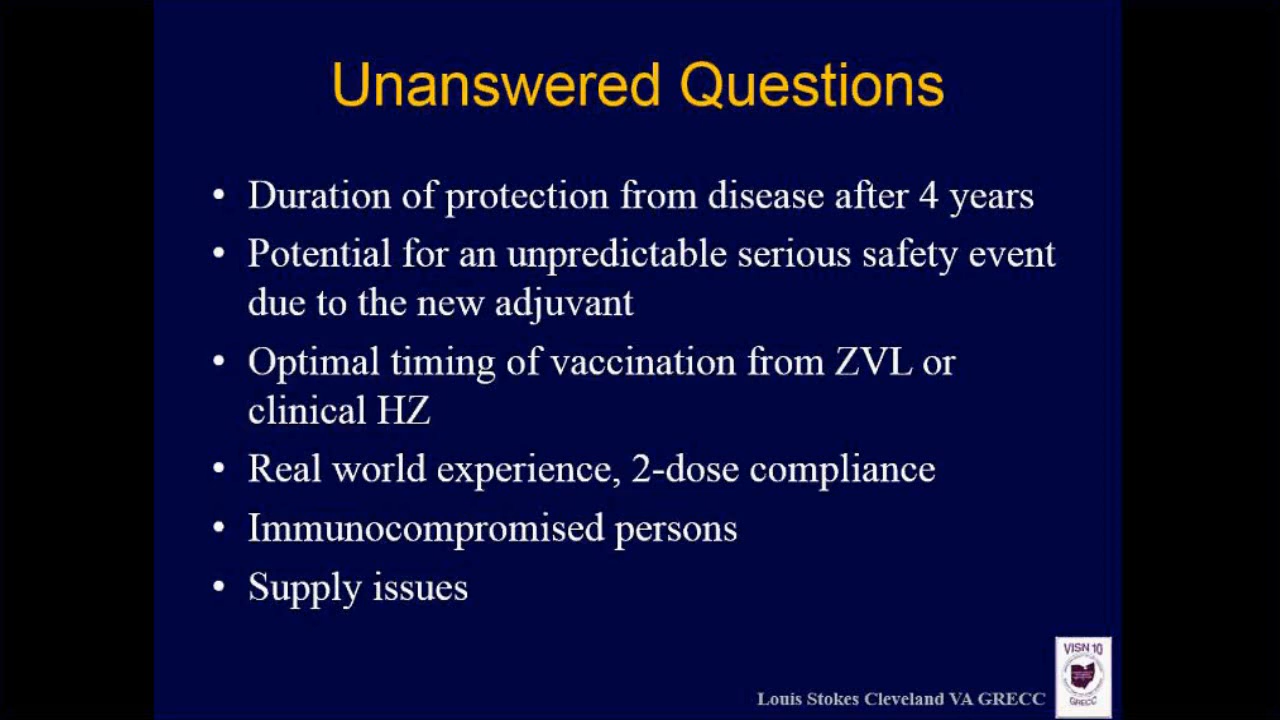 Unanswered Questions
• Duration of protection from disease after 4 years
• Potential for an unpredictable serious safety event
due to the new adjuvant
• Optimal timing of vaccination from ZVL or
clinical HZ
• Real world experience, 2-dose compliance
• Immunocompromised persons
• Supply issues
VISN 10
GRECC
Louis Stokes Cleveland VA GRECC